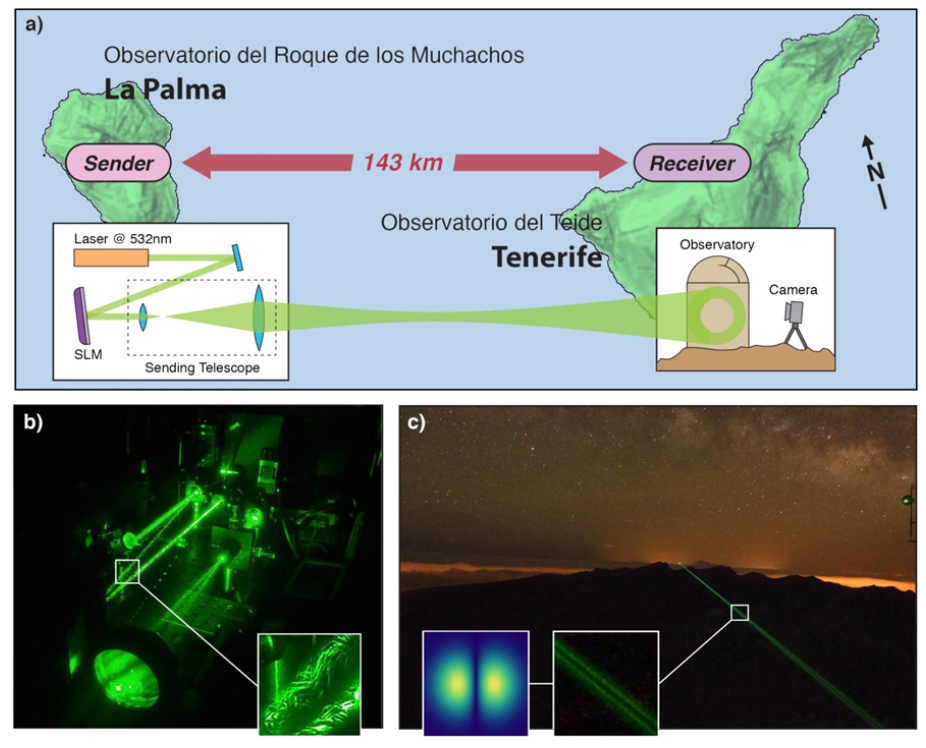 a)
Observatorio del Roque de los Muchachos
La Palma
Sender
143 km
Receiver
N
Observatorio del Teide
Tenerife
Laser @ 532nm
SLM
Sending Telescope
Observatory
Camera
b)
c)